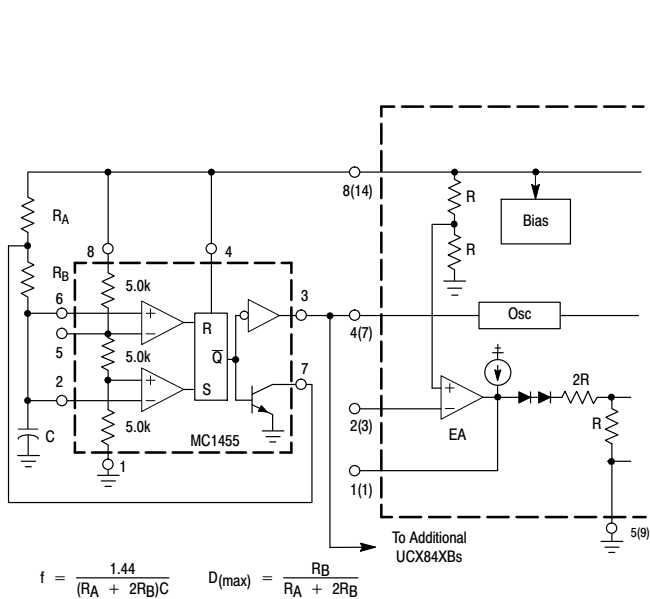 8(14)
R
R
Bias
RA
RB
8
4
6
5.0k
3
5
R
5.0k
Q
4(7)
Osc
7
2
S
5.0k
C
MC1455
1
2(3)
EA
2R
R
1(1)
5(9)
To Additional
UCX84XBs
f = 1.44 / (RA + 2RB)C
D(max) = RB / RA + 2RB